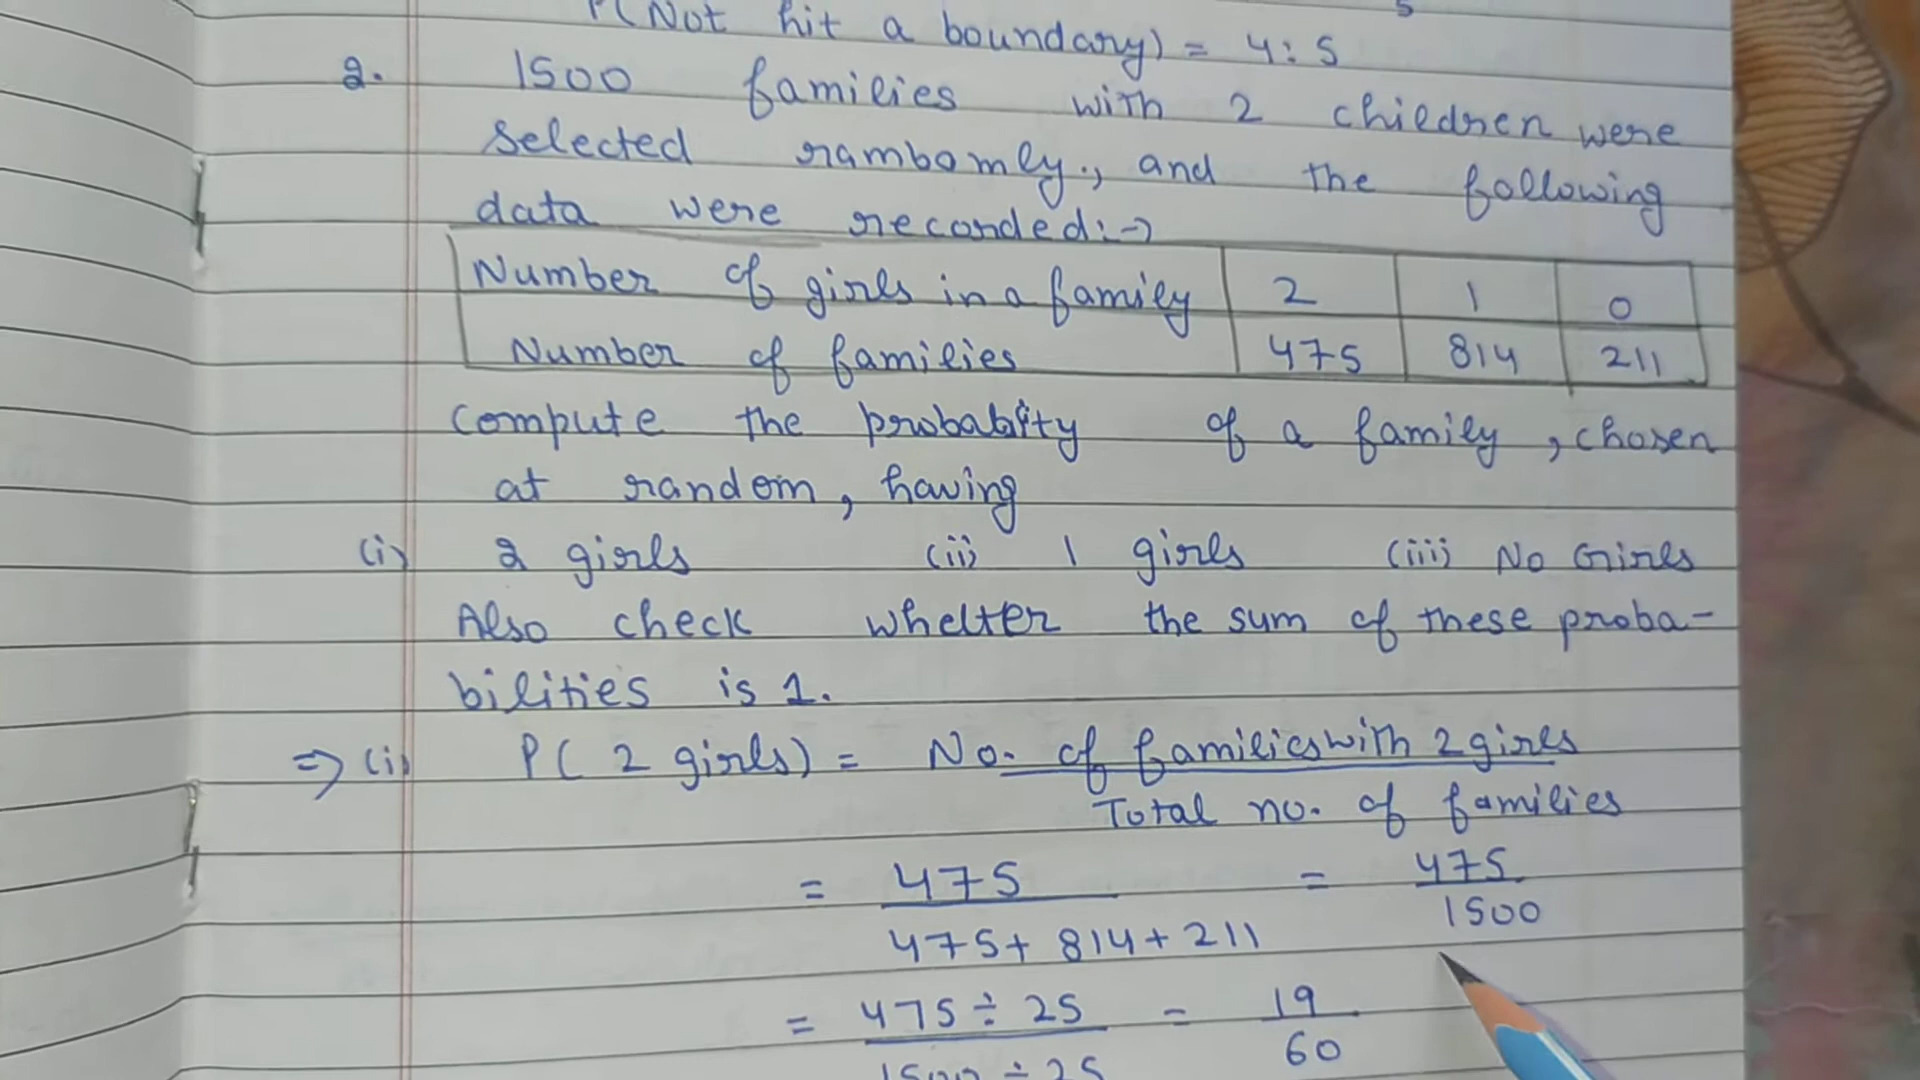 P(Not hit a boundary) = 4:5
2. 1500 families with 2 children were
selected rambomly., and the following
data were recorded:-
Number of girls in a family 2 1 0
Number of families 475 814 211
compute the probability of a family, chosen
at random, having
(i) 2 girls (ii) 1 girls (iii) No Girls
Also check whelter the sum of these proba-
bilities is 1.
⇒ (i) P( 2 girls) = No. of families with 2 girls
Total no. of families
= 475 = 475
475+ 814+ 211 1500
= 475 ÷ 25 = 19
1500 ÷ 25 60